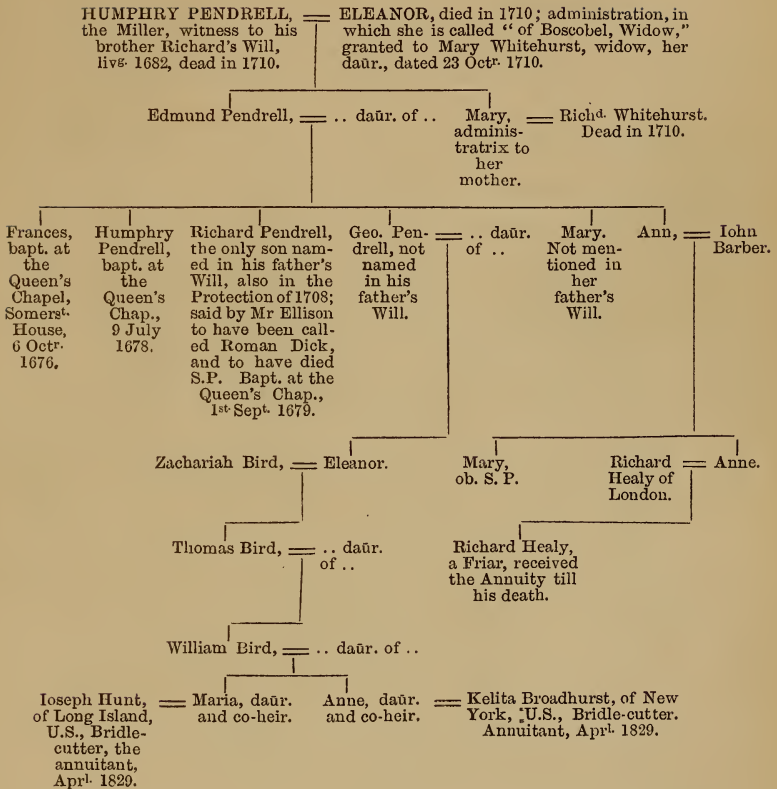 HUMPHRY PENDRELL, = ELEANOR, died in 1710; administration, in
the Miller, witness to his which she is called “of Boscobel, Widow,”
brother Richard's Will, granted to Mary Whitehurst, widow, her
livg. 1682, dead in 1710. daūr., dated 23 Octr. 1710.
Edmund Pendrell, = .. daūr. of ..
Mary, = Richd. Whitehurst.
adminis- Dead in 1710.
tratrix to
her
mother.
Frances,
bapt. at
the
Queen's
Chapel,
Somerst.
House,
6 Octr.
1676.
Humphry
Pendrell,
bapt. at
the
Queen's
Chap.,
9 July
1678.
Richard Pendrell,
the only son nam-
ed in his father's
Will, also in the
Protection of 1708;
said by Mr Ellison
to have been call-
ed Roman Dick,
and to have died
S.P. Bapt. at the
Queen's Chap.,
1st. Sept. 1679.
Geo. Pen- = .. daūr.
drell, not of ..
named
in his
father's
Will.
Mary.
Not men-
tioned in
her
father's
Will.
Ann, = Iohn
Barber.
Zachariah Bird, = Eleanor.
Mary,
ob. S. P.
Richard = Anne.
Healy of
London.
Thomas Bird, = .. daūr.
of ..
Richard Healy,
a Friar, received
the Annuity till
his death.
William Bird, = .. daūr. of ..
Ioseph Hunt, = Maria, daūr.
of Long Island, and co-heir.
U.S., Bridle-
cutter, the
annuitant,
Aprl. 1829.
Anne, daūr. = Kelita Broadhurst, of New
and co-heir. York, U.S., Bridle-cutter.
Annuitant, Aprl. 1829.